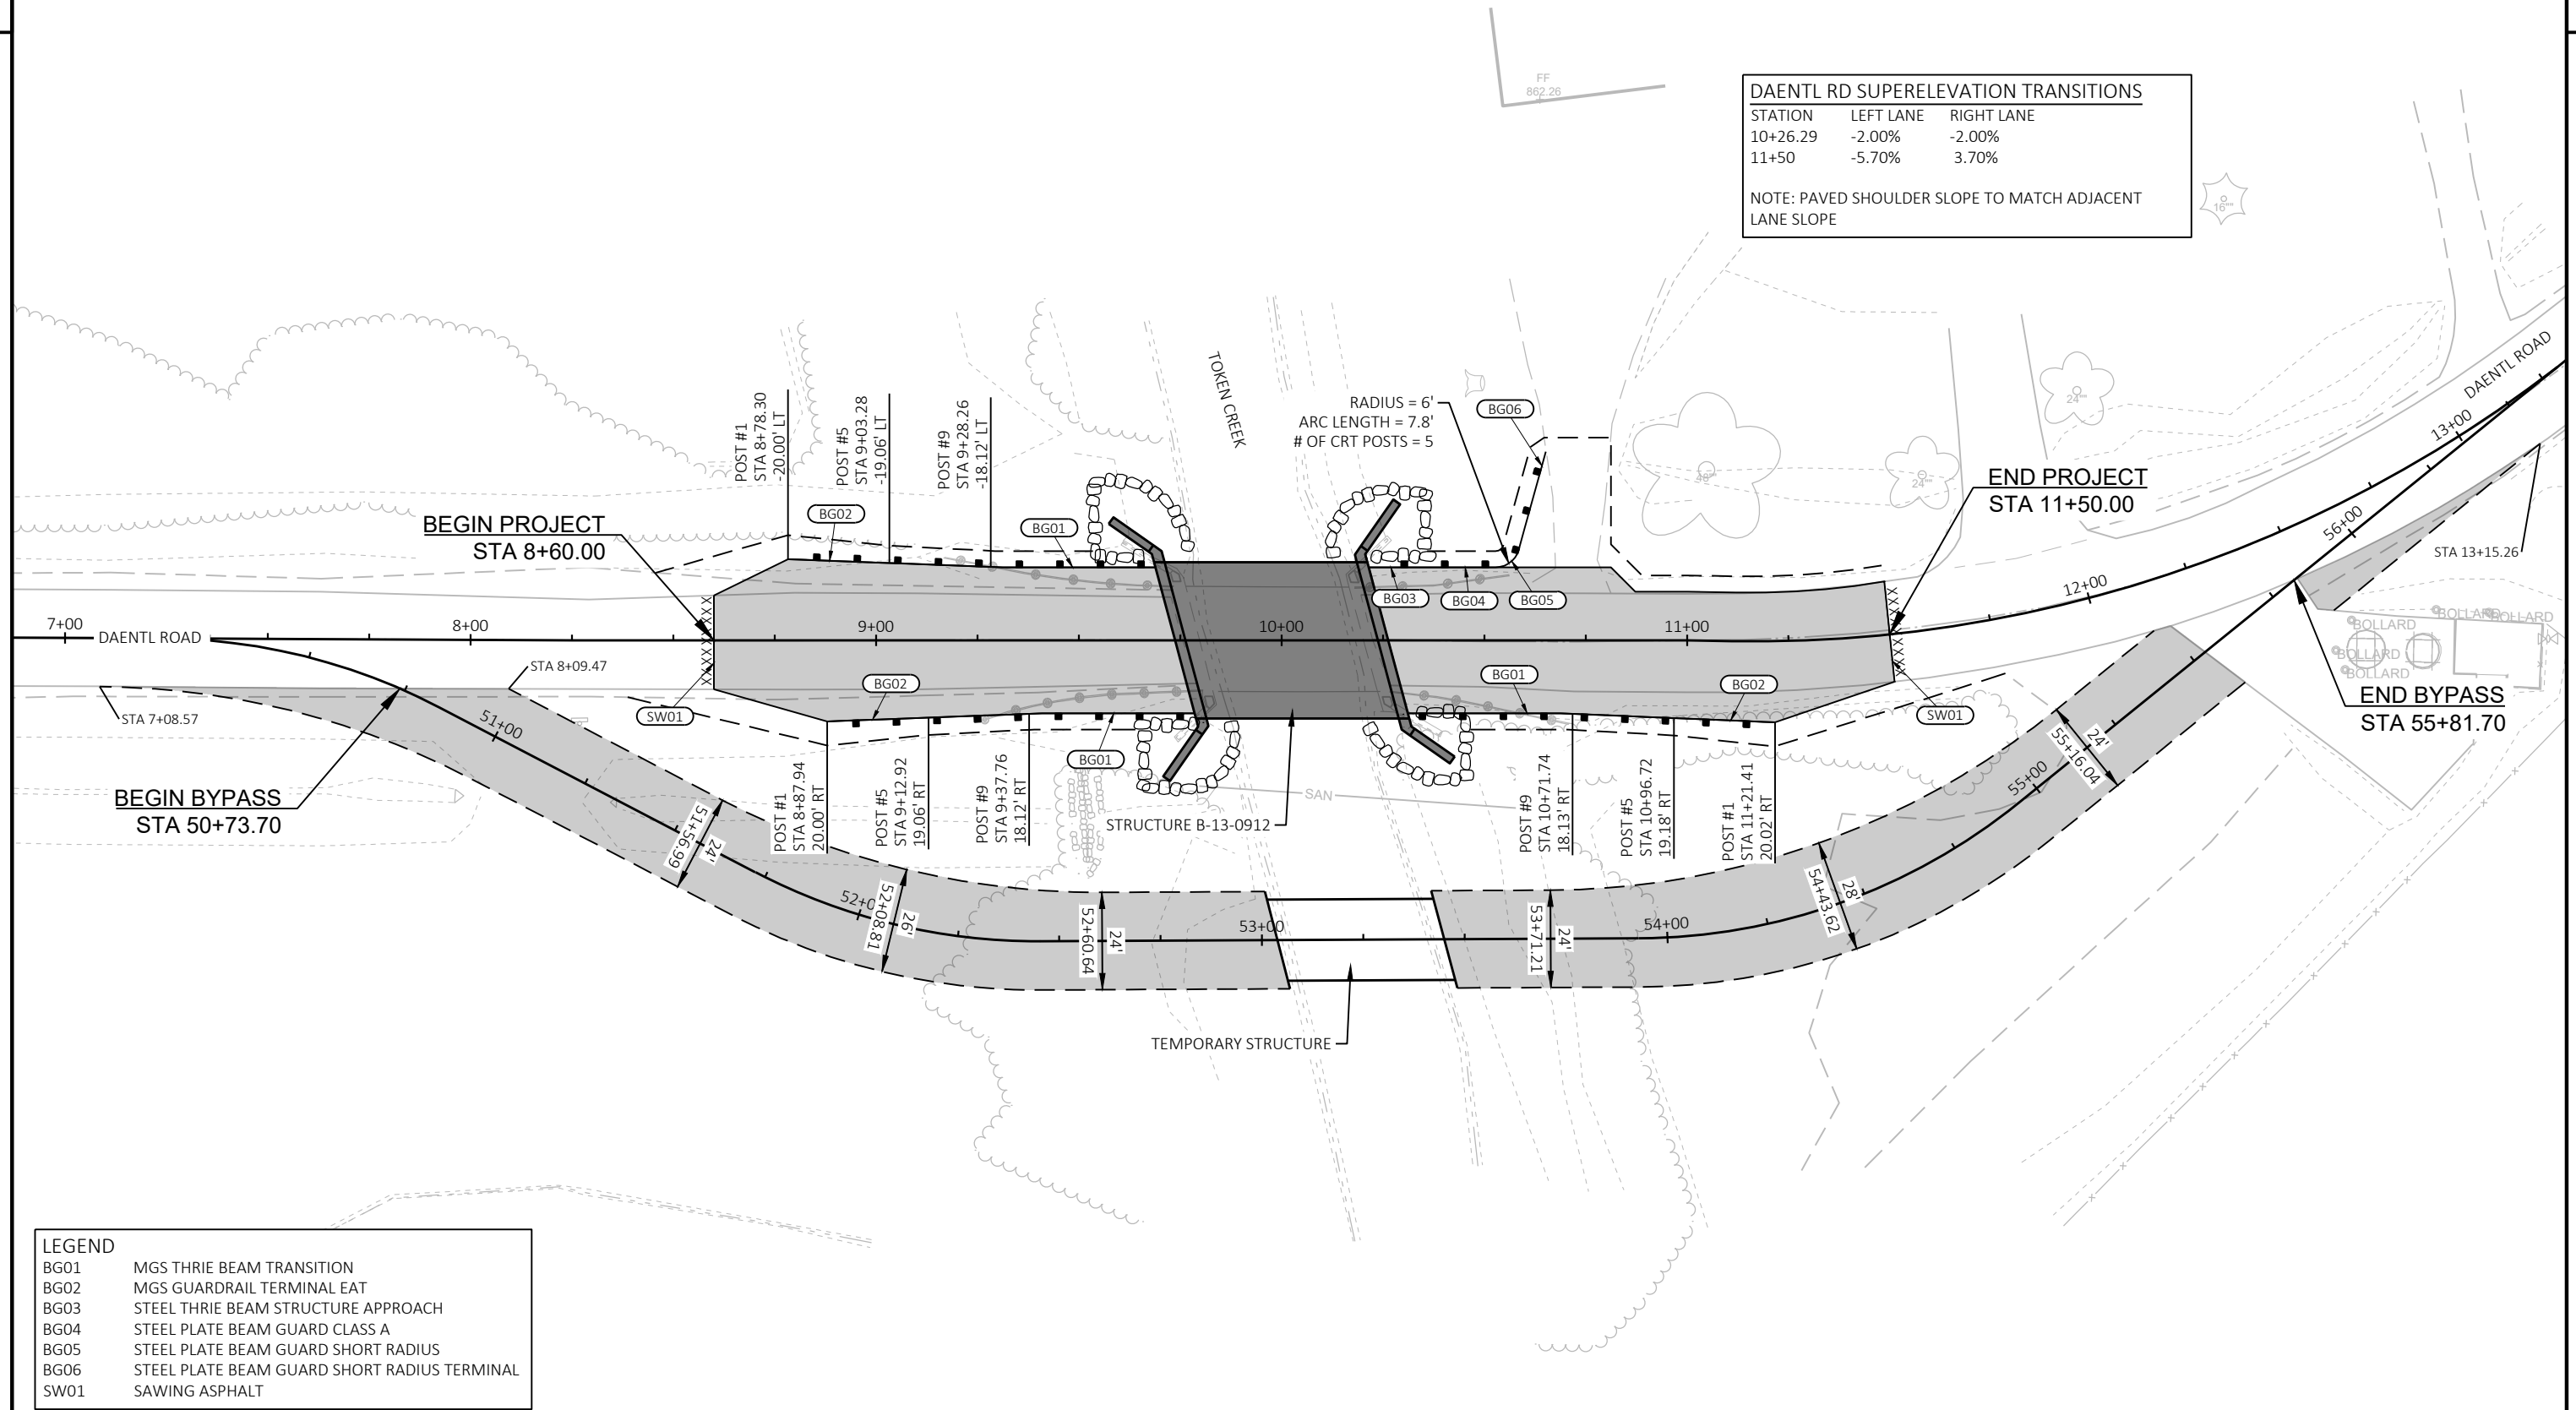 FF
862.26
DAENTL RD SUPERELEVATION TRANSITIONS
STATION LEFT LANE RIGHT LANE
10+26.29 -2.00% -2.00%
11+50 -5.70% 3.70%
NOTE: PAVED SHOULDER SLOPE TO MATCH ADJACENT
LANE SLOPE
16""
TOKEN CREEK
POST #1
STA 8+78.30
-20.00' LT
POST #5
STA 9+03.28
-19.06' LT
POST #9
STA 9+28.26
-18.12' LT
RADIUS = 6'
ARC LENGTH = 7.8'
# OF CRT POSTS = 5
BG06
48""
24""
24""
DAENTL ROAD
13+00
BEGIN PROJECT
STA 8+60.00
BG02
BG01
END PROJECT
STA 11+50.00
56+00
STA 13+15.26
12+00
BG03
BG04
BG05
7+00
DAENTL ROAD
8+00
9+00
10+00
11+00
BOLLARD
BOLLARD
BOLLARD
BOLLARD
BOLLARD
STA 8+09.47
STA 7+08.57
SW01
BG02
BG01
BG01
BG02
SW01
END BYPASS
STA 55+81.70
51+00
BEGIN BYPASS
STA 50+73.70
51+56.99
24'
POST #1
STA 8+87.94
20.00' RT
POST #5
STA 9+12.92
19.06' RT
POST #9
STA 9+37.76
18.12' RT
SAN
STRUCTURE B-13-0912
POST #9
STA 10+71.74
18.13' RT
POST #5
STA 10+96.72
19.18' RT
POST #1
STA 11+21.41
20.02' RT
24'
55+16.04
55+00
52+08.81
26'
52+60.64
24'
53+00
53+71.21
24'
54+00
54+43.62
28'
TEMPORARY STRUCTURE
LEGEND
BG01 MGS THRIE BEAM TRANSITION
BG02 MGS GUARDRAIL TERMINAL EAT
BG03 STEEL THRIE BEAM STRUCTURE APPROACH
BG04 STEEL PLATE BEAM GUARD CLASS A
BG05 STEEL PLATE BEAM GUARD SHORT RADIUS
BG06 STEEL PLATE BEAM GUARD SHORT RADIUS TERMINAL
SW01 SAWING ASPHALT